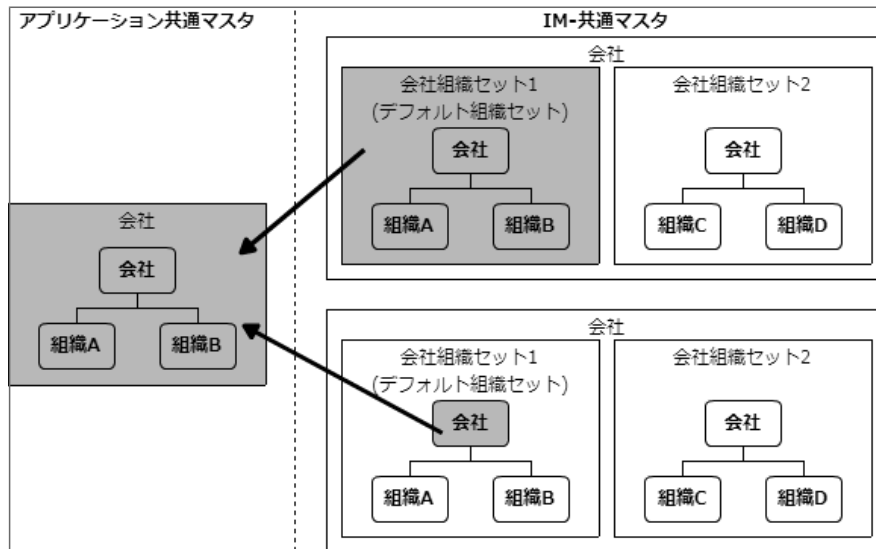 アプリケーション共通マスタ
IM-共通マスタ
会社
会社組織セット1
(デフォルト組織セット)
会社
組織A
組織B
会社組織セット2
会社
組織C
組織D
会社
会社
組織A
組織B
会社
会社組織セット1
(デフォルト組織セット)
会社
組織A
組織B
会社組織セット2
会社
組織C
組織D